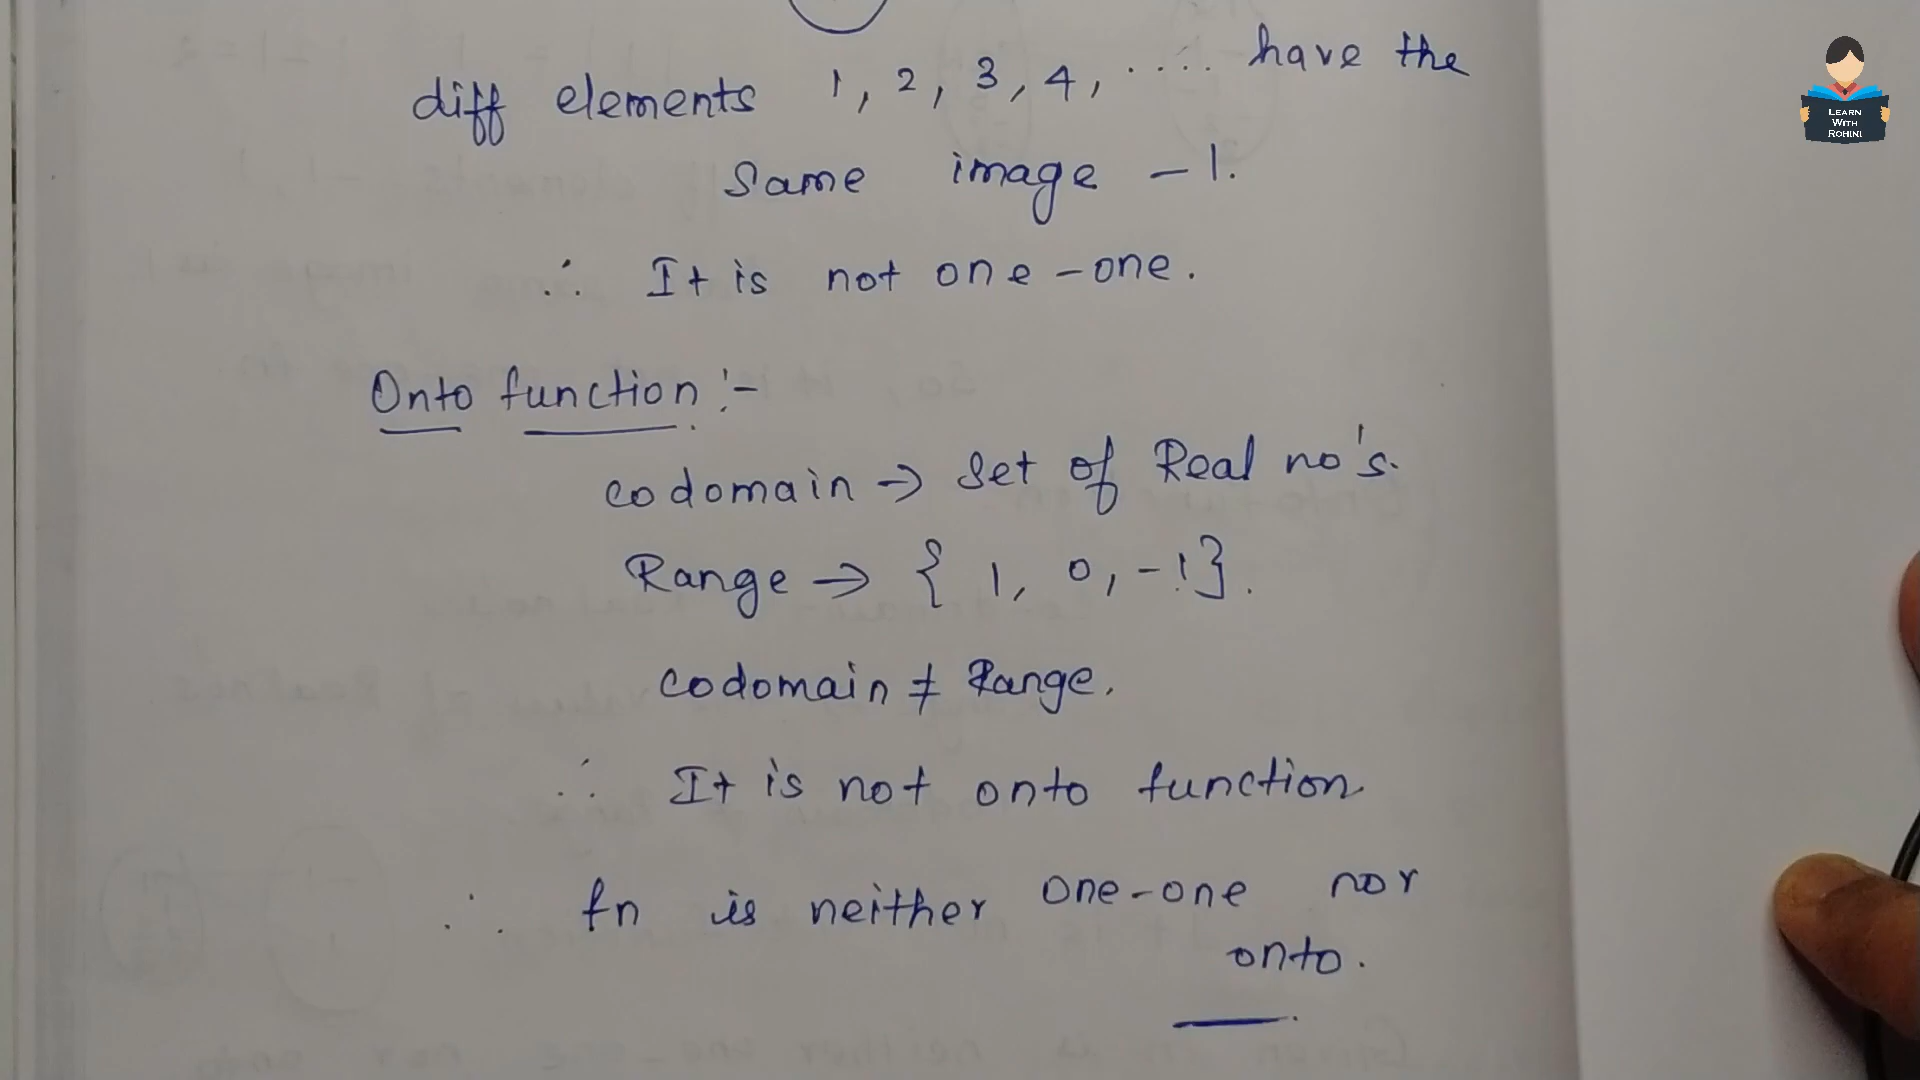 diff elements 1, 2, 3, 4, ..... have the
same image -1.
∴ It is not one-one.
Onto function :-
codomain → set of Real no's.
Range → { 1, 0, -1}.
codomain ≠ Range.
∴ It is not onto function
∴ fn is neither one-one nor
onto.
LEARN
WITH
ROHINI